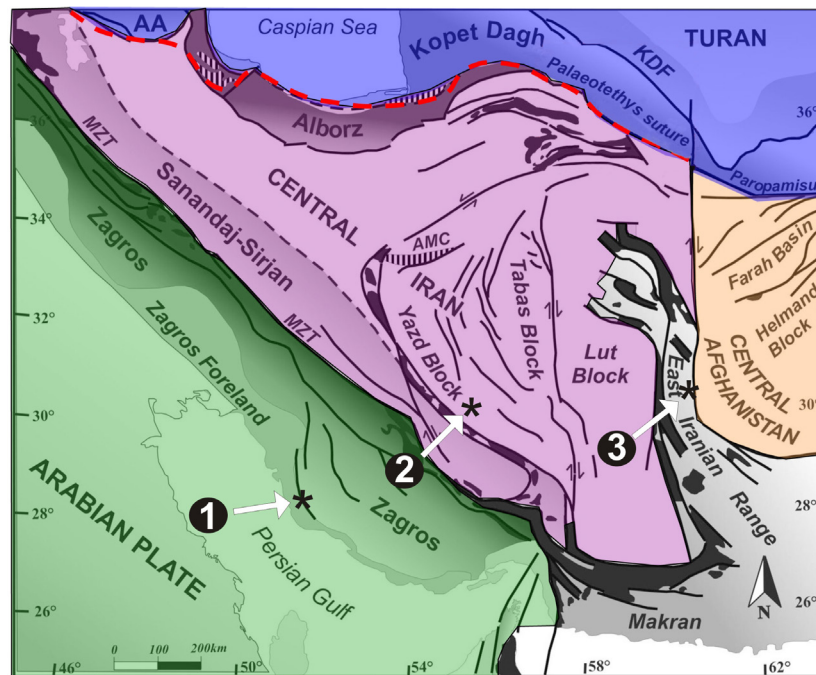 AA
Caspian Sea
Kopet Dagh
TURAN
KDF
Palaeotethys suture
36°
36°
Alborz
MZT
Paropamisu
CENTRAL
Sanandaj-Sirjan
34°
Zagros
AMC
IRAN
Tabas Block
Farah Basin
Helmand Block
32°
MZT
Yazd Block
Lut Block
CENTRAL AFGHANISTAN
Zagros Foreland
East Iranian Range
30°
30°
2
3
ARABIAN PLATE
1
Zagros
28°
28°
Persian Gulf
26°
26°
Makran
N
0 100 200km
46°
50°
54°
58°
62°